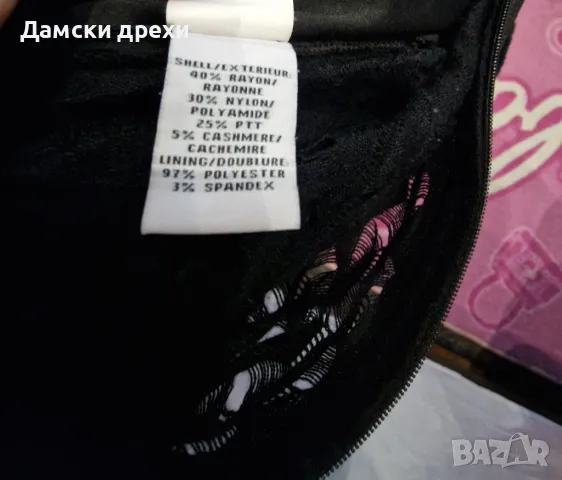 Дамски дрехи
SHELL/EXTERIEUR:
40% RAYON/
RAYONNE
30% NYLON/
POLYAMIDE
25% PTT
5% CASHMERE/
CACHEMIRE
LINING/DOUBLURE:
97% POLYESTER
3% SPANDEX
BAZAR